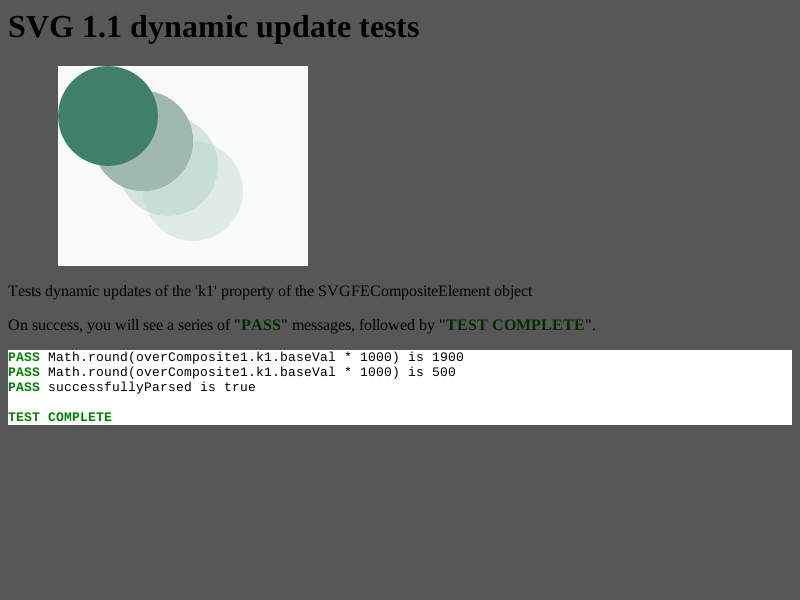 SVG 1.1 dynamic update tests
Tests dynamic updates of the 'k1' property of the SVGFECompositeElement object
On success, you will see a series of "PASS" messages, followed by "TEST COMPLETE".
PASS Math.round(overComposite1.k1.baseVal * 1000) is 1900
PASS Math.round(overComposite1.k1.baseVal * 1000) is 500
PASS successfullyParsed is true
TEST COMPLETE